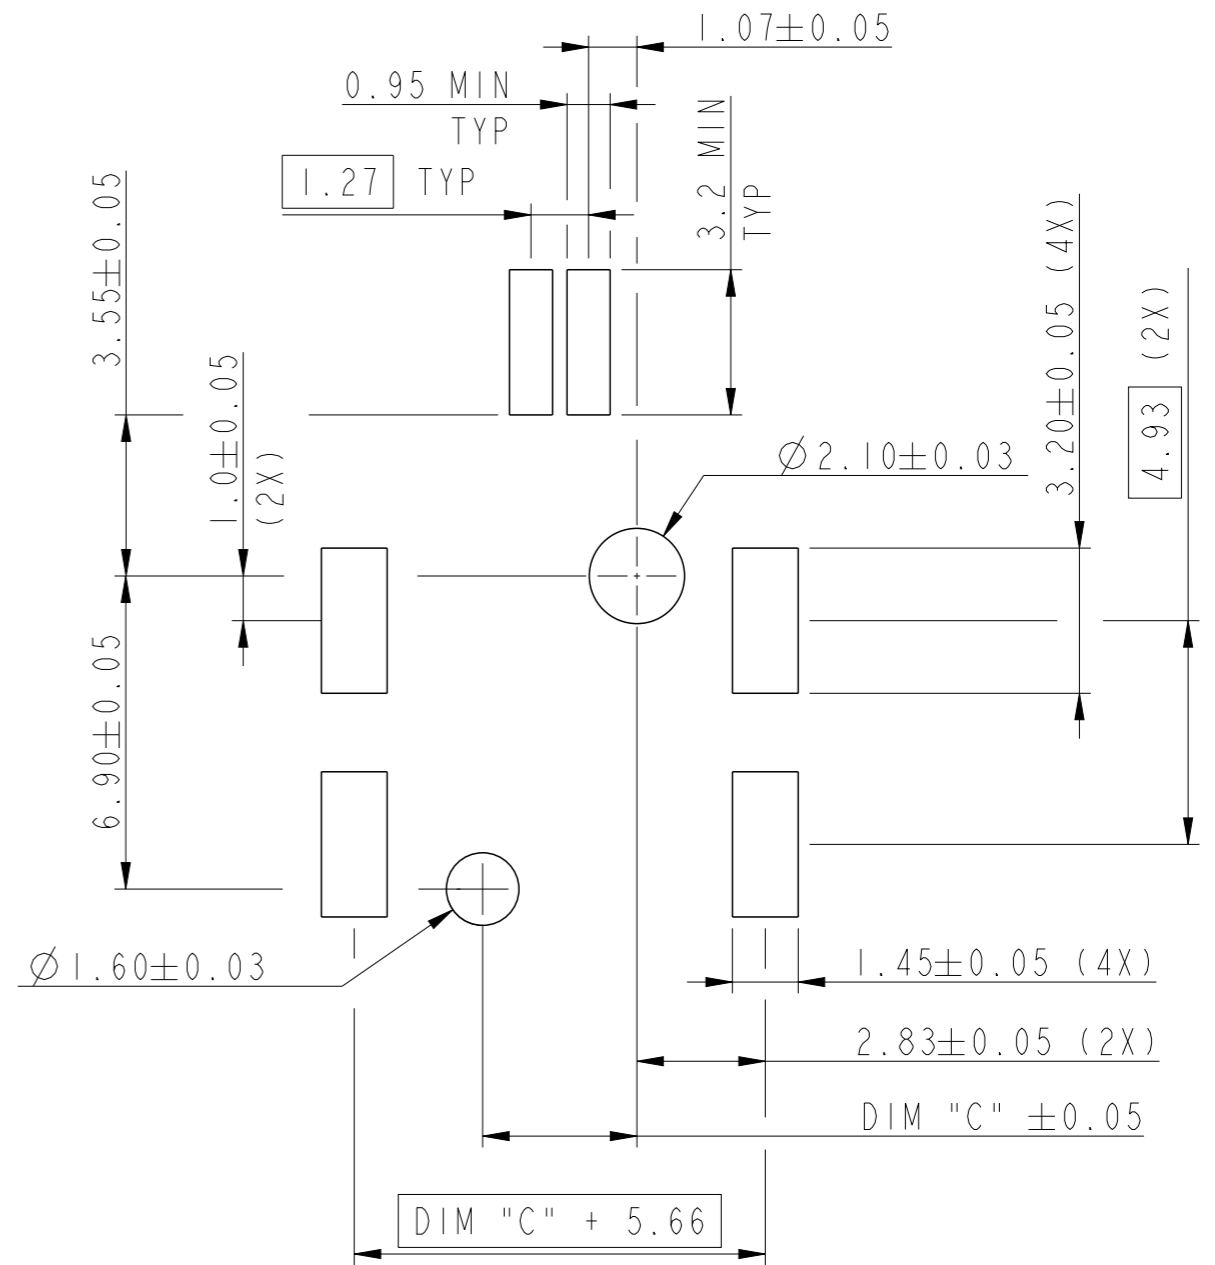 1.07±0.05
0.95 MIN
TYP
1.27 TYP
3.2 MIN
TYP
3.55±0.05
1.0±0.05
(2X)
3.20±0.05 (4X)
4.93 (2X)
Ø2.10±0.03
6.90±0.05
Ø1.60±0.03
1.45±0.05 (4X)
2.83±0.05 (2X)
DIM "C" ±0.05
DIM "C" + 5.66